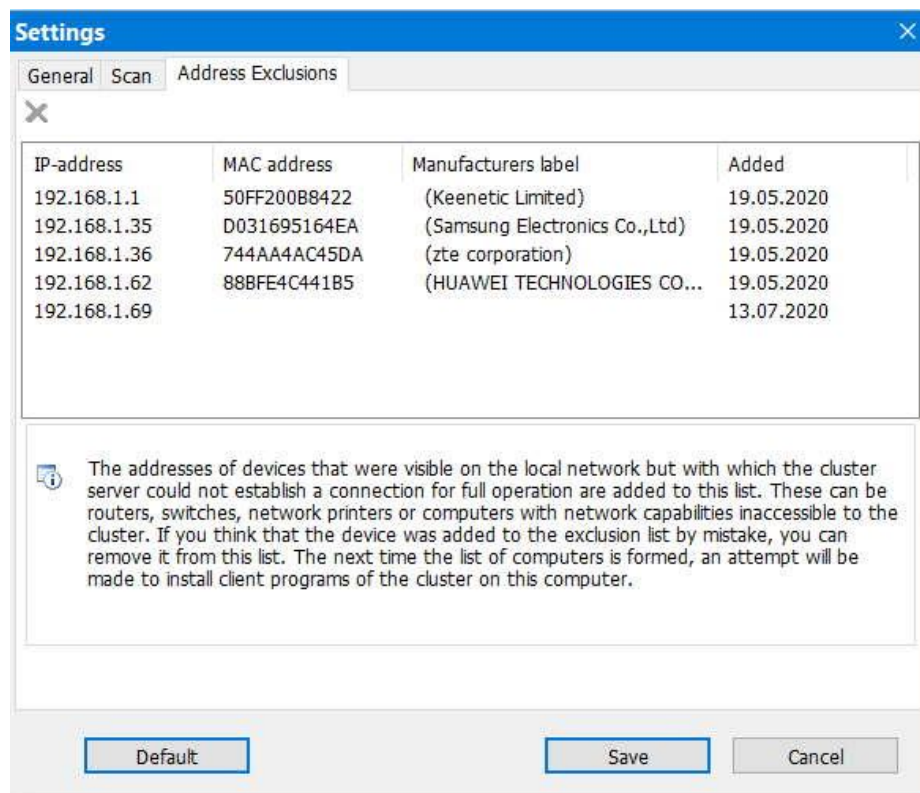 Settings
General Scan Address Exclusions
IP-address MAC address Manufacturers label Added
192.168.1.1 50FF200B8422 (Keenetic Limited) 19.05.2020
192.168.1.35 D031695164EA (Samsung Electronics Co.,Ltd) 19.05.2020
192.168.1.36 744AA4AC45DA (zte corporation) 19.05.2020
192.168.1.62 88BFE4C441B5 (HUAWEI TECHNOLOGIES CO... 19.05.2020
192.168.1.69 13.07.2020
The addresses of devices that were visible on the local network but with which the cluster
server could not establish a connection for full operation are added to this list. These can be
routers, switches, network printers or computers with network capabilities inaccessible to the
cluster. If you think that the device was added to the exclusion list by mistake, you can
remove it from this list. The next time the list of computers is formed, an attempt will be
made to install client programs of the cluster on this computer.
Default Save Cancel